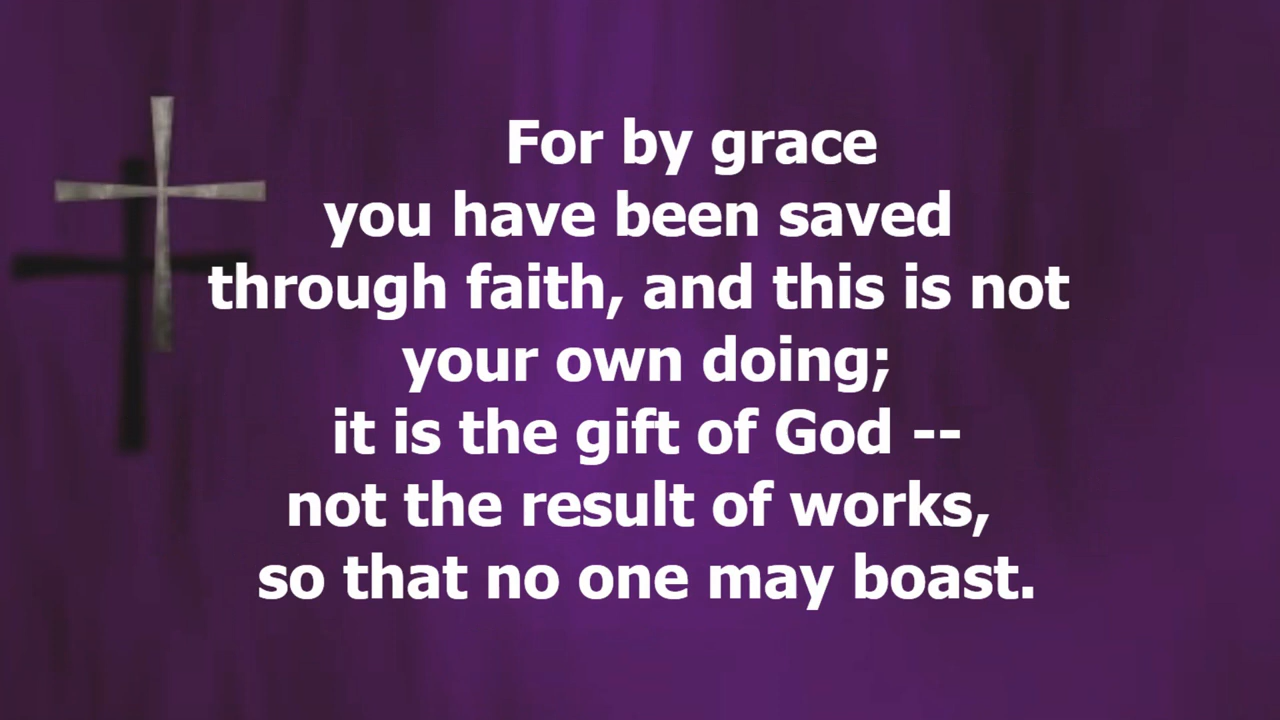 For by grace
you have been saved
through faith, and this is not
your own doing;
it is the gift of God --
not the result of works,
so that no one may boast.